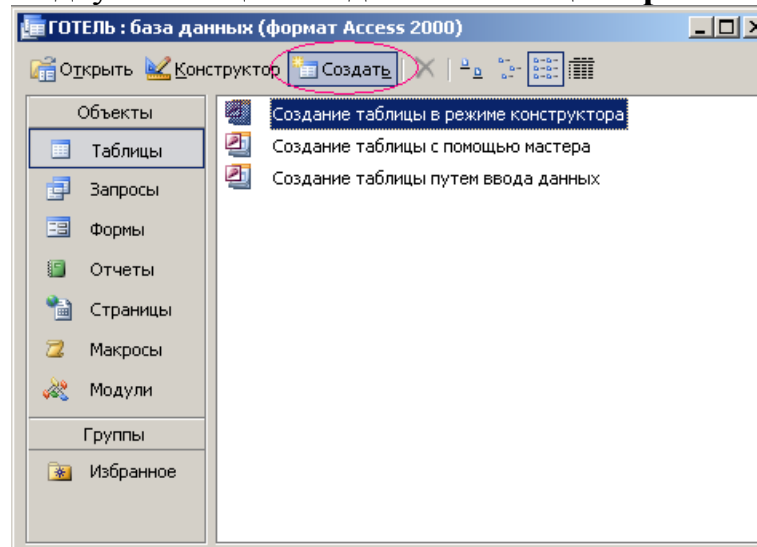 ГОТЕЛЬ : база данных (формат Access 2000)
Открыть Конструктор Создать
Объекты
Таблицы
Запросы
Формы
Отчеты
Страницы
Макросы
Модули
Группы
Избранное
Создание таблицы в режиме конструктора
Создание таблицы с помощью мастера
Создание таблицы путем ввода данных